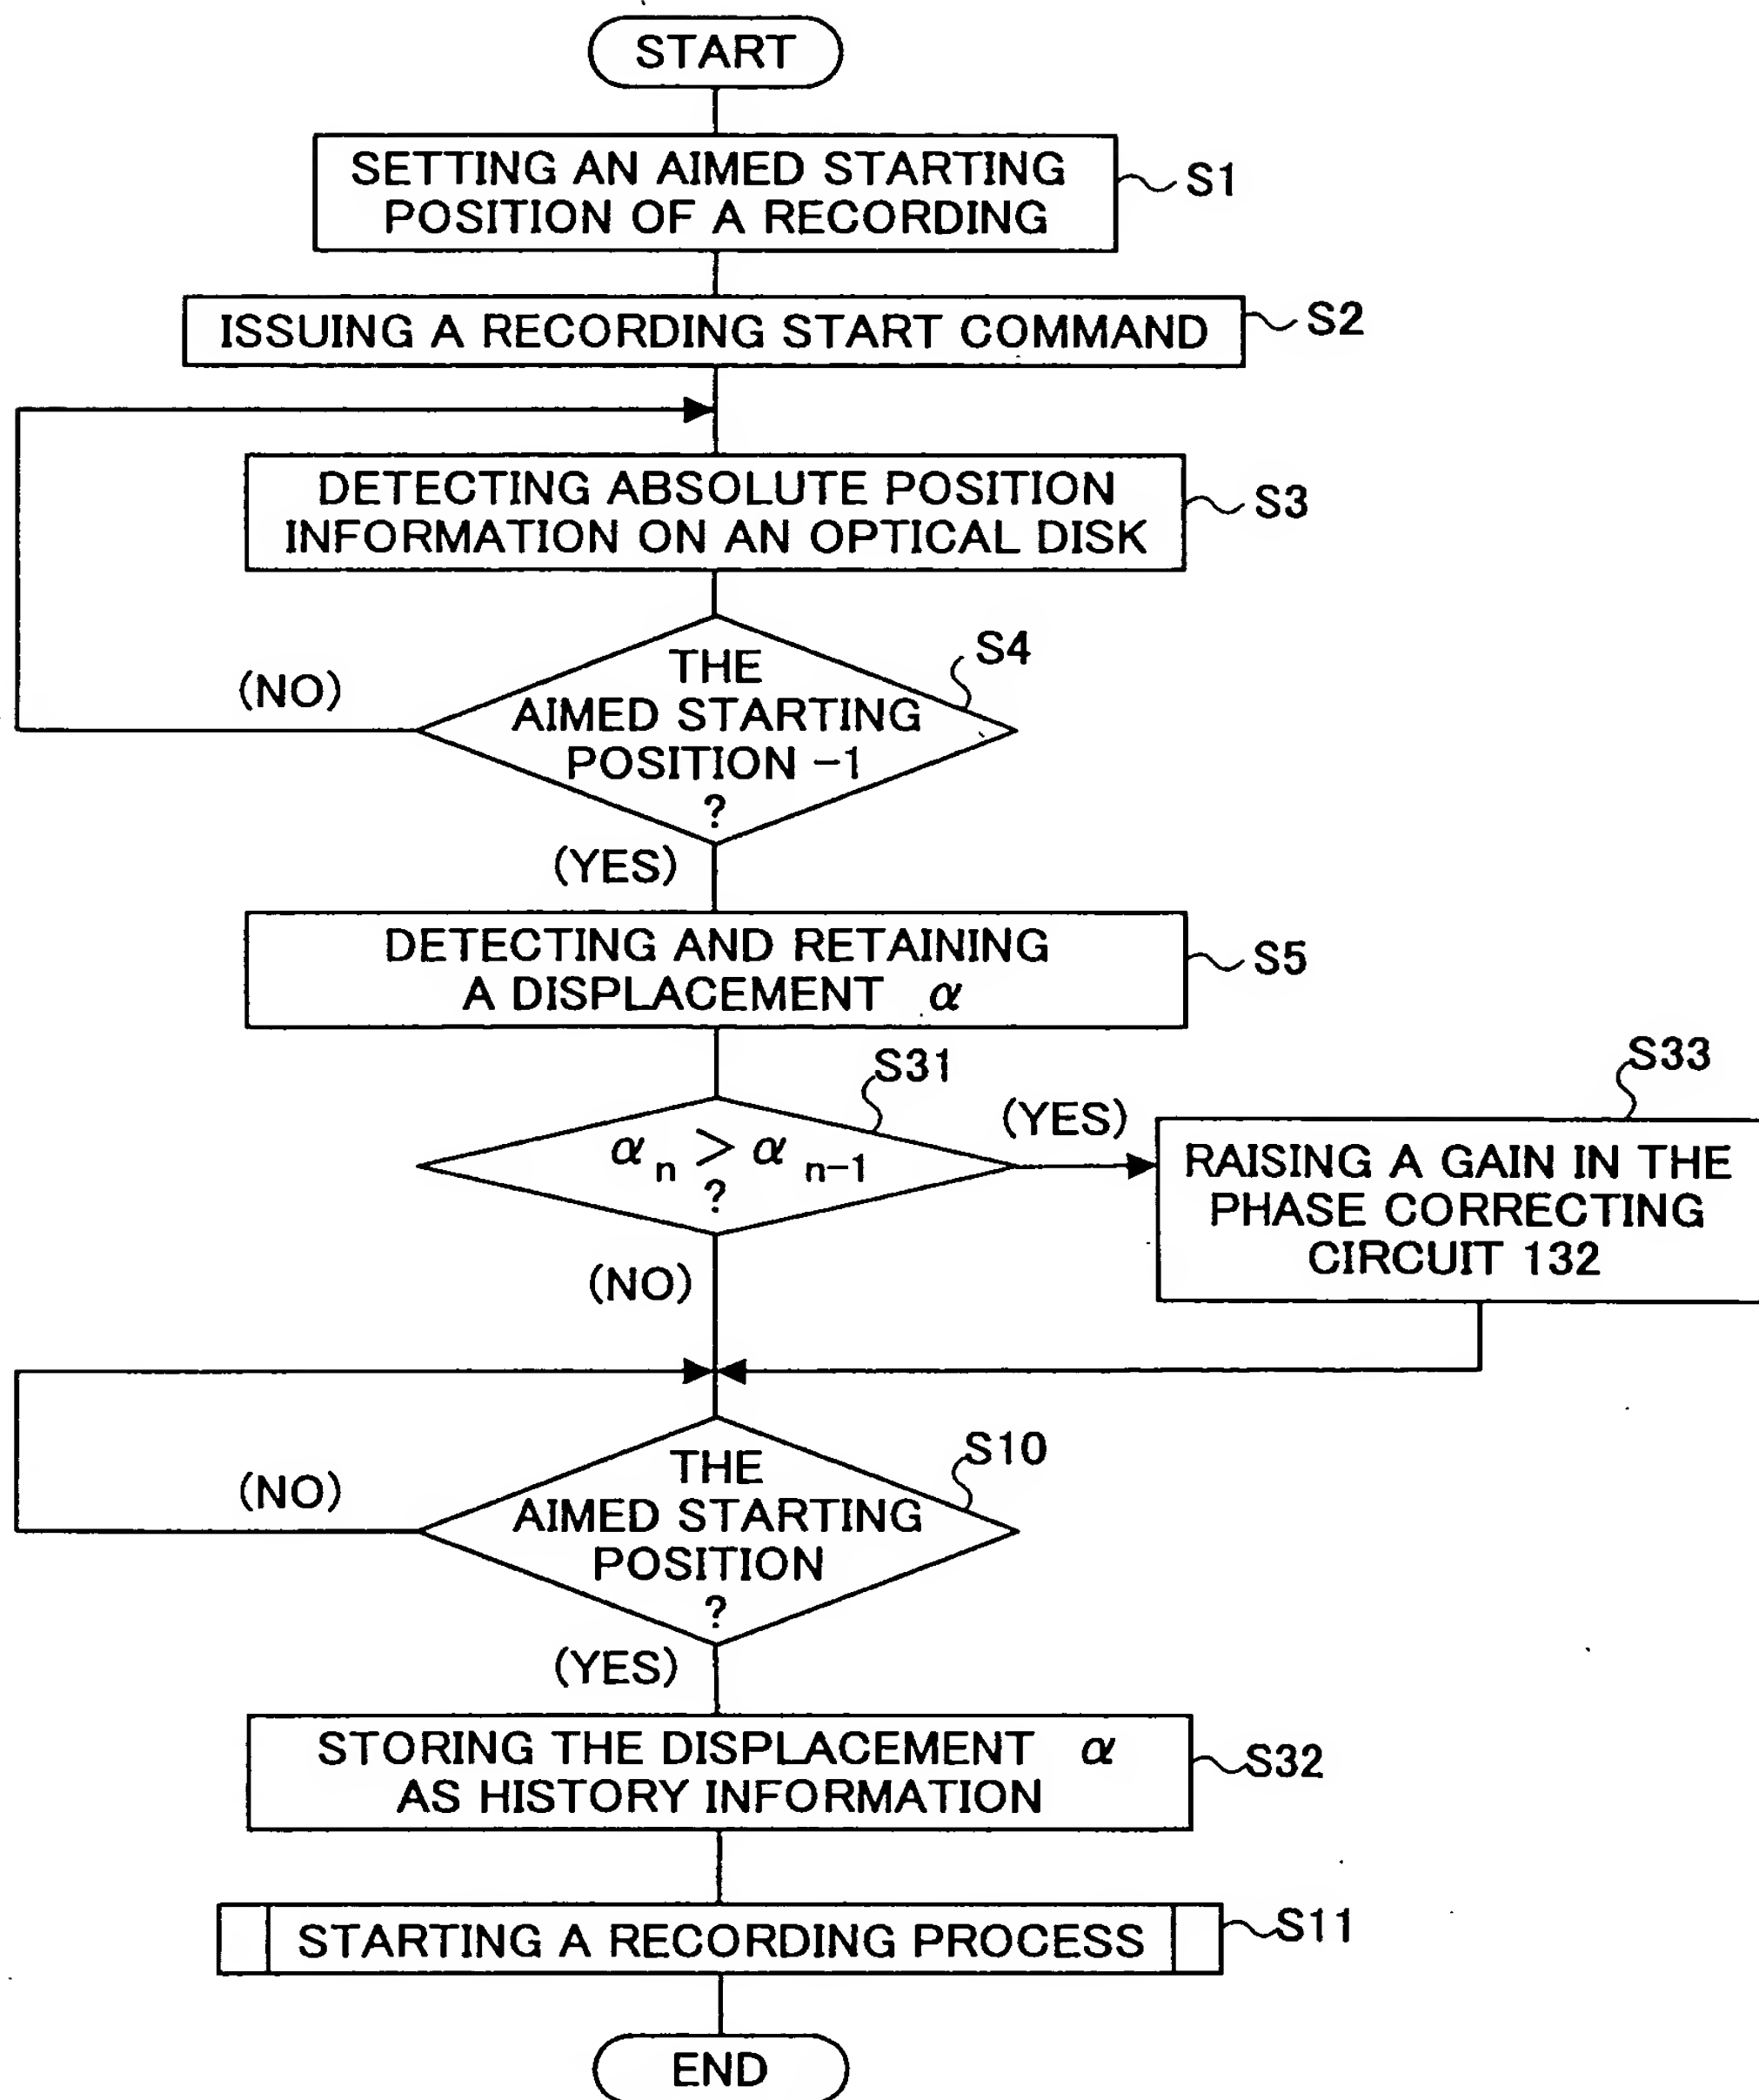 START
SETTING AN AIMED STARTING
POSITION OF A RECORDING
S1
ISSUING A RECORDING START COMMAND
S2
DETECTING ABSOLUTE POSITION
INFORMATION ON AN OPTICAL DISK
S3
THE
AIMED STARTING
POSITION -1
?
S4
(NO)
(YES)
DETECTING AND RETAINING
A DISPLACEMENT α
S5
αn > αn-1
?
S31
(YES)
RAISING A GAIN IN THE
PHASE CORRECTING
CIRCUIT 132
S33
(NO)
THE
AIMED STARTING
POSITION
?
S10
(NO)
(YES)
STORING THE DISPLACEMENT α
AS HISTORY INFORMATION
S32
STARTING A RECORDING PROCESS
S11
END